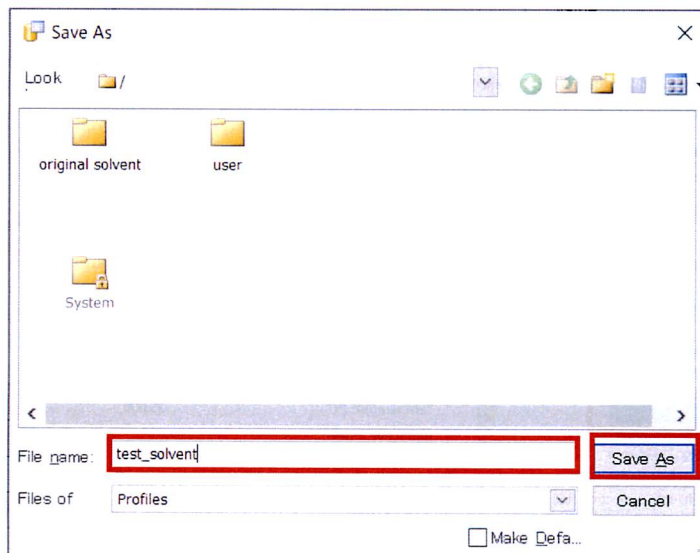 Save As
Look /
original solvent user
System
File name: test_solvent Save As
Files of Profiles Cancel
Make Defa...